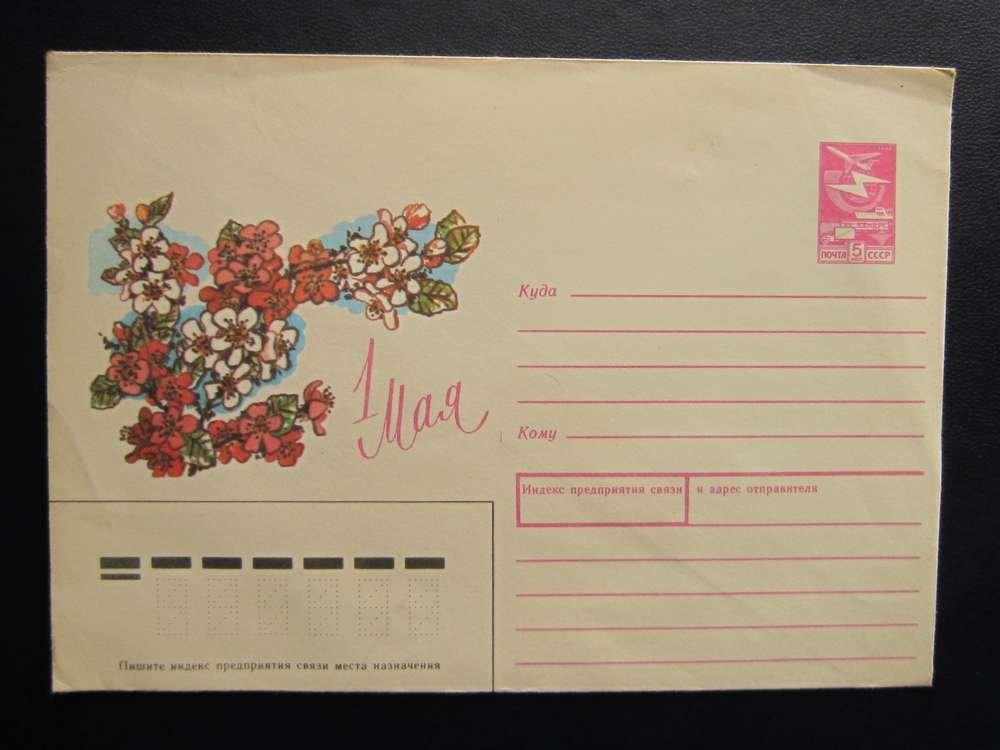 ПОЧТА 5 СССР
Куда
1 Мая
Кому
Индекс предприятия связи и адрес отправителя
Пишите индекс предприятия связи места назначения